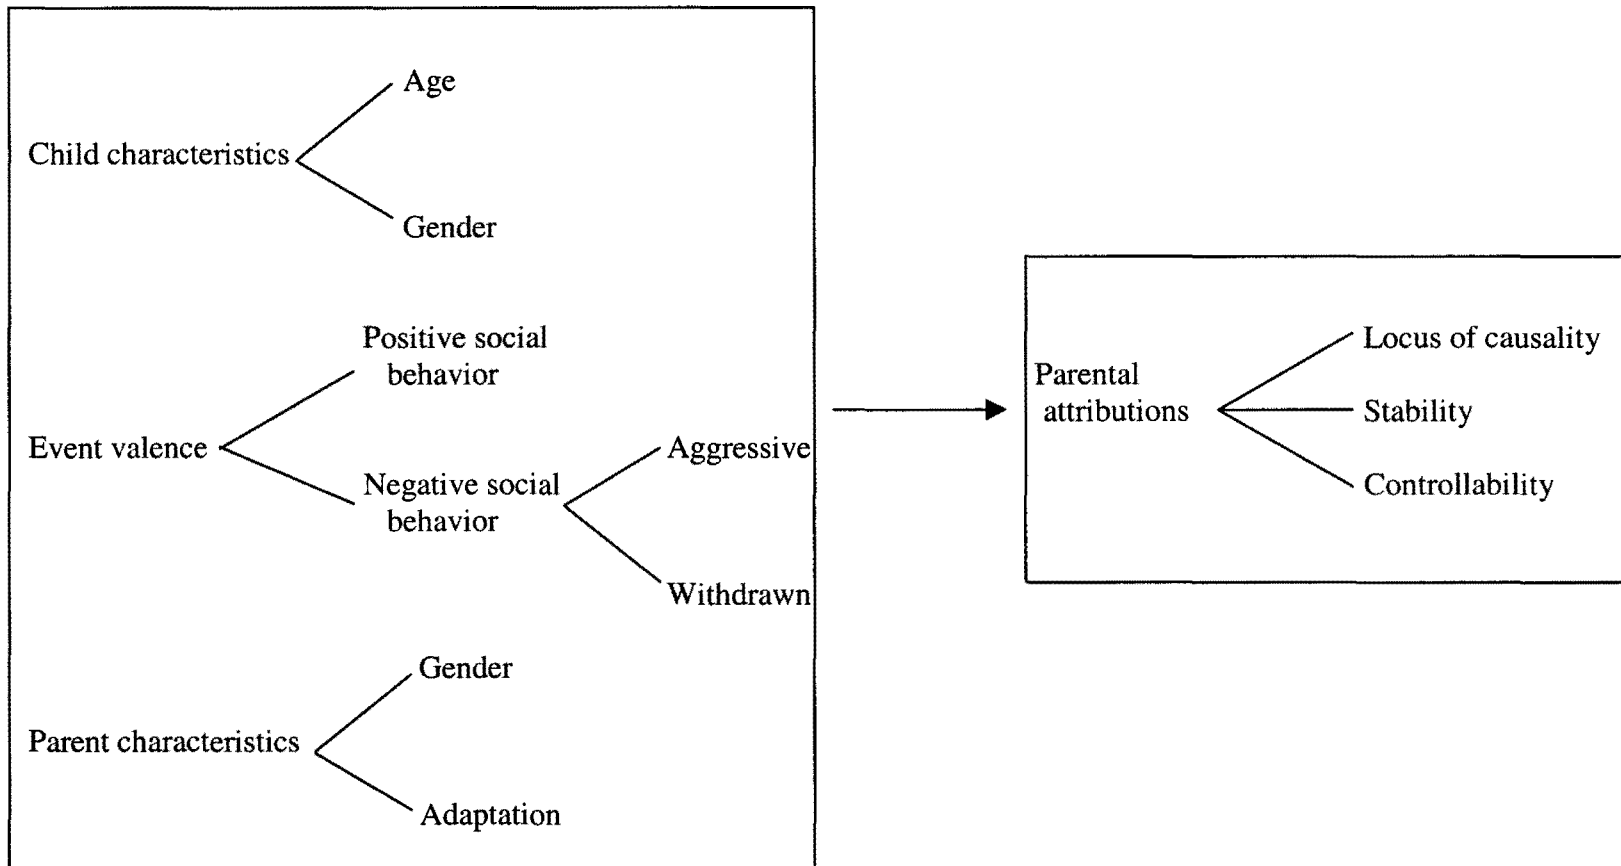 Age
Child characteristics
Gender
Positive social
behavior
Event valence
Negative social
behavior
Aggressive
Withdrawn
Gender
Parent characteristics
Adaptation
Parental
attributions
Locus of causality
Stability
Controllability